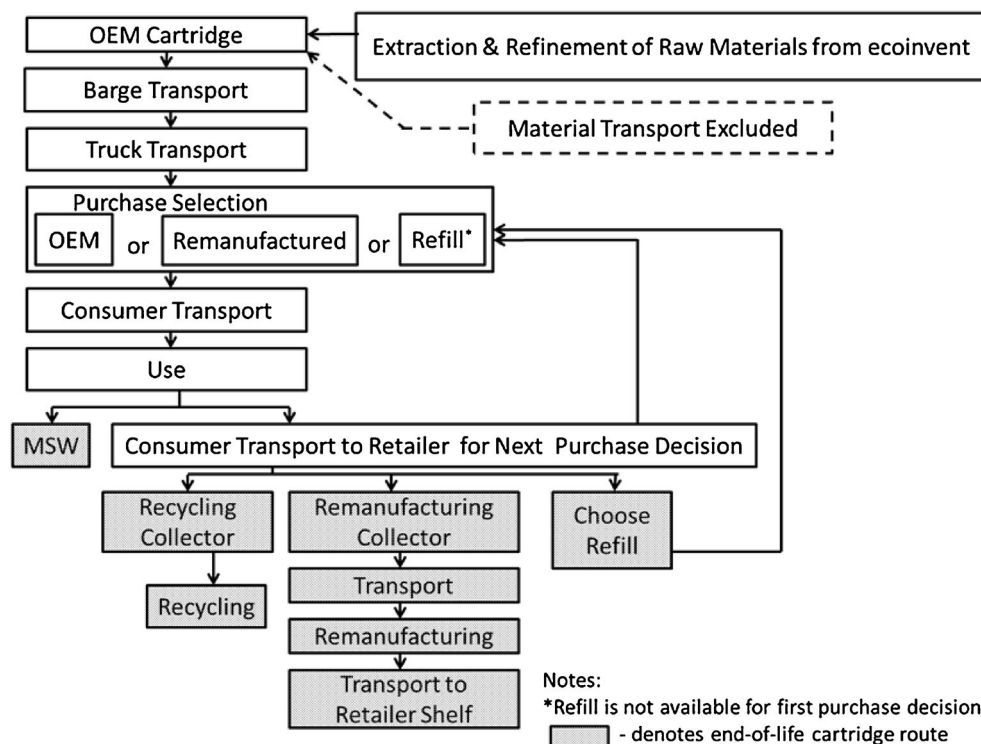 OEM Cartridge
Extraction & Refinement of Raw Materials from ecoinvent
Barge Transport
Material Transport Excluded
Truck Transport
Purchase Selection
OEM or Remanufactured or Refill*
Consumer Transport
Use
MSW
Consumer Transport to Retailer for Next Purchase Decision
Recycling
Collector
Remanufacturing
Collector
Choose
Refill
Recycling
Transport
Remanufacturing
Transport to
Retailer Shelf
Notes:
*Refill is not available for first purchase decision
- denotes end-of-life cartridge route